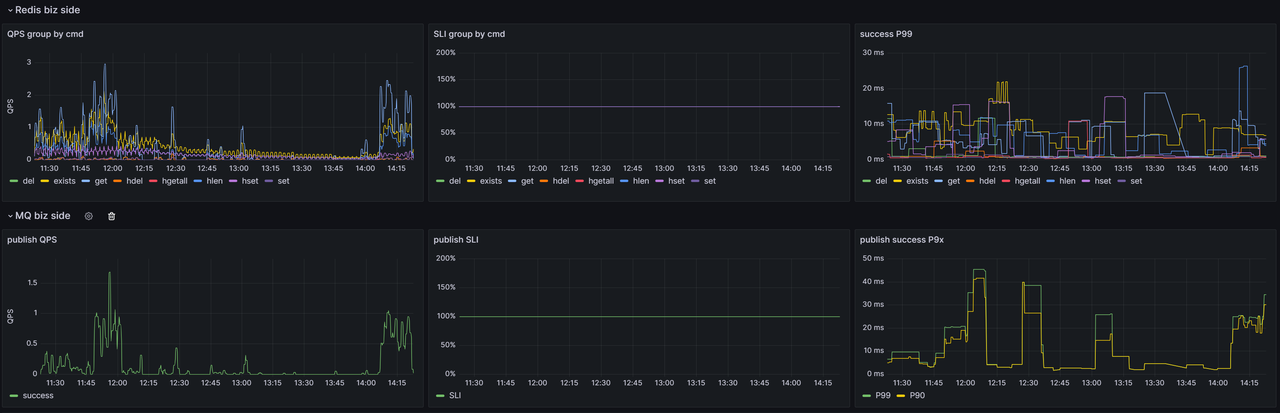 Redis biz side
QPS group by cmd
SLI group by cmd
success P99
QPS
3
2
1
0
11:30 11:45 12:00 12:15 12:30 12:45 13:00 13:15 13:30 13:45 14:00 14:15
del exists get hdel hgetall hlen hset set
200%
150%
100%
50%
0%
11:30 11:45 12:00 12:15 12:30 12:45 13:00 13:15 13:30 13:45 14:00 14:15
del exists get hdel hgetall hlen hset set
30 ms
20 ms
10 ms
0 ms
11:30 11:45 12:00 12:15 12:30 12:45 13:00 13:15 13:30 13:45 14:00 14:15
del exists get hdel hgetall hlen hset set
MQ biz side
publish QPS
publish SLI
publish success P9x
QPS
1.5
1
0.5
0
11:30 11:45 12:00 12:15 12:30 12:45 13:00 13:15 13:30 13:45 14:00 14:15
success
200%
150%
100%
50%
0%
11:30 11:45 12:00 12:15 12:30 12:45 13:00 13:15 13:30 13:45 14:00 14:15
SLI
50 ms
40 ms
30 ms
20 ms
10 ms
0 ms
11:30 11:45 12:00 12:15 12:30 12:45 13:00 13:15 13:30 13:45 14:00 14:15
P99 P90